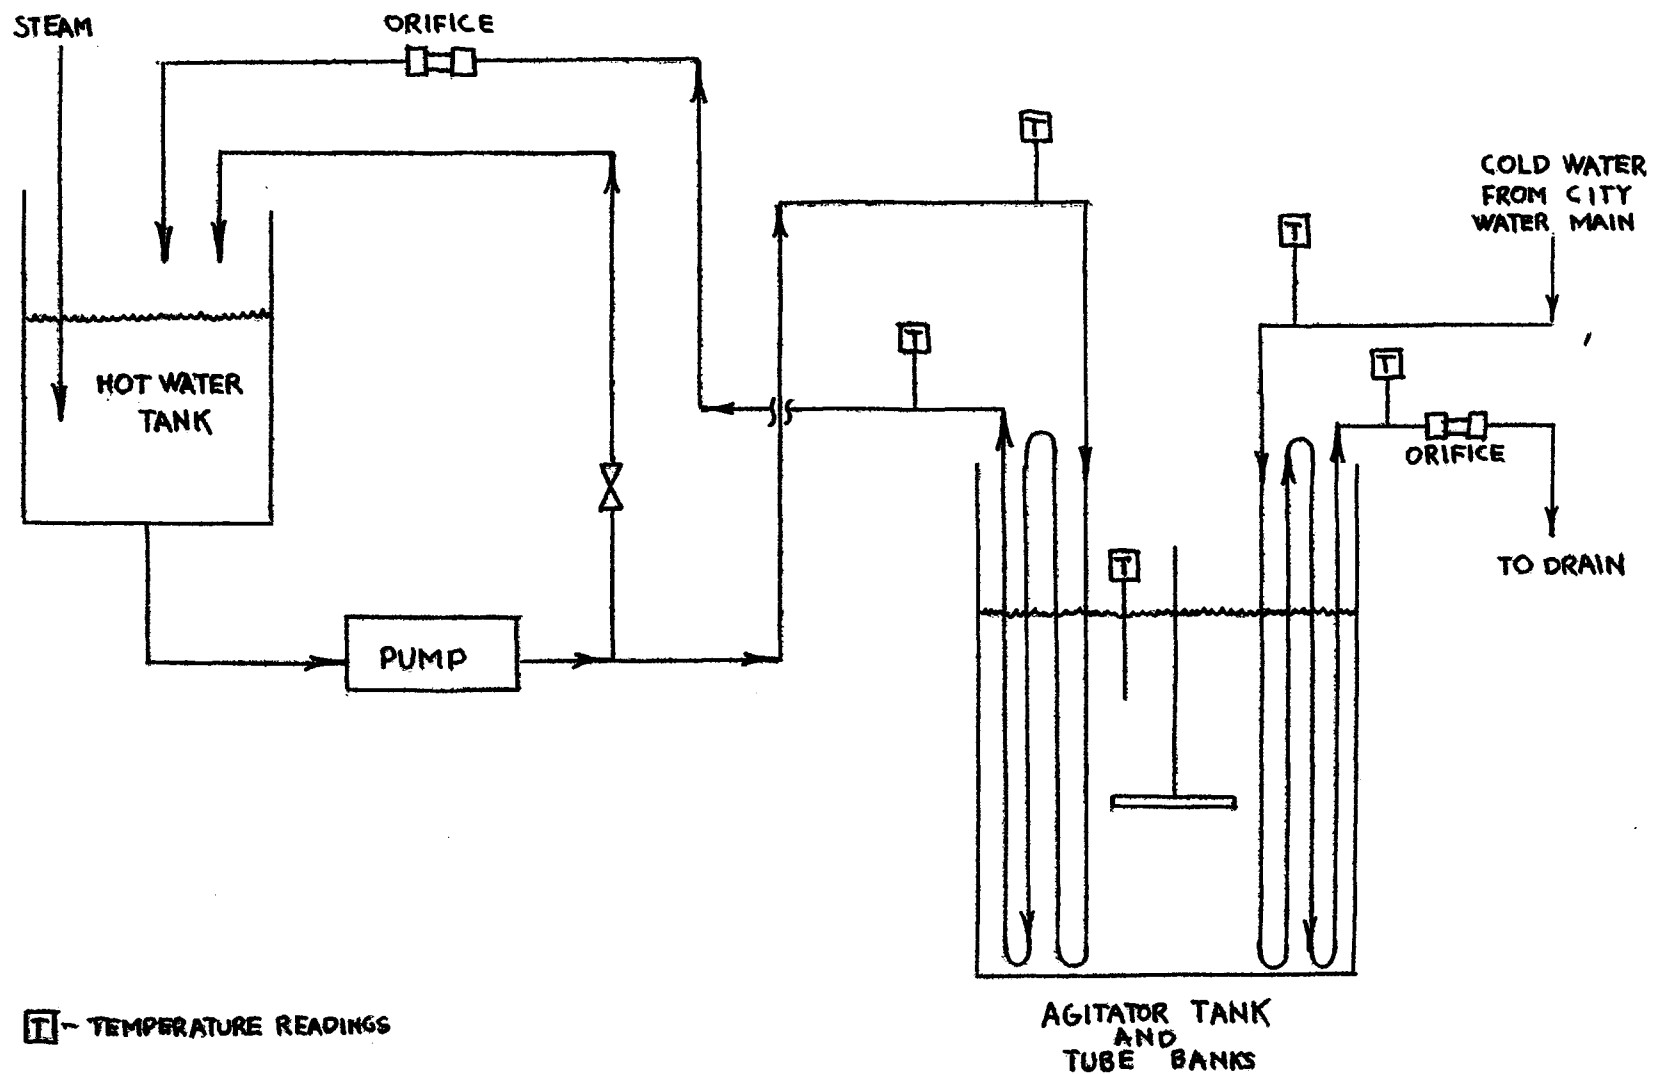 STEAM
ORIFICE
T
COLD WATER
FROM CITY
WATER MAIN
T
T
T
HOT WATER
TANK
ORIFICE
T
TO DRAIN
PUMP
AGITATOR TANK
AND
TUBE BANKS
T - TEMPERATURE READINGS